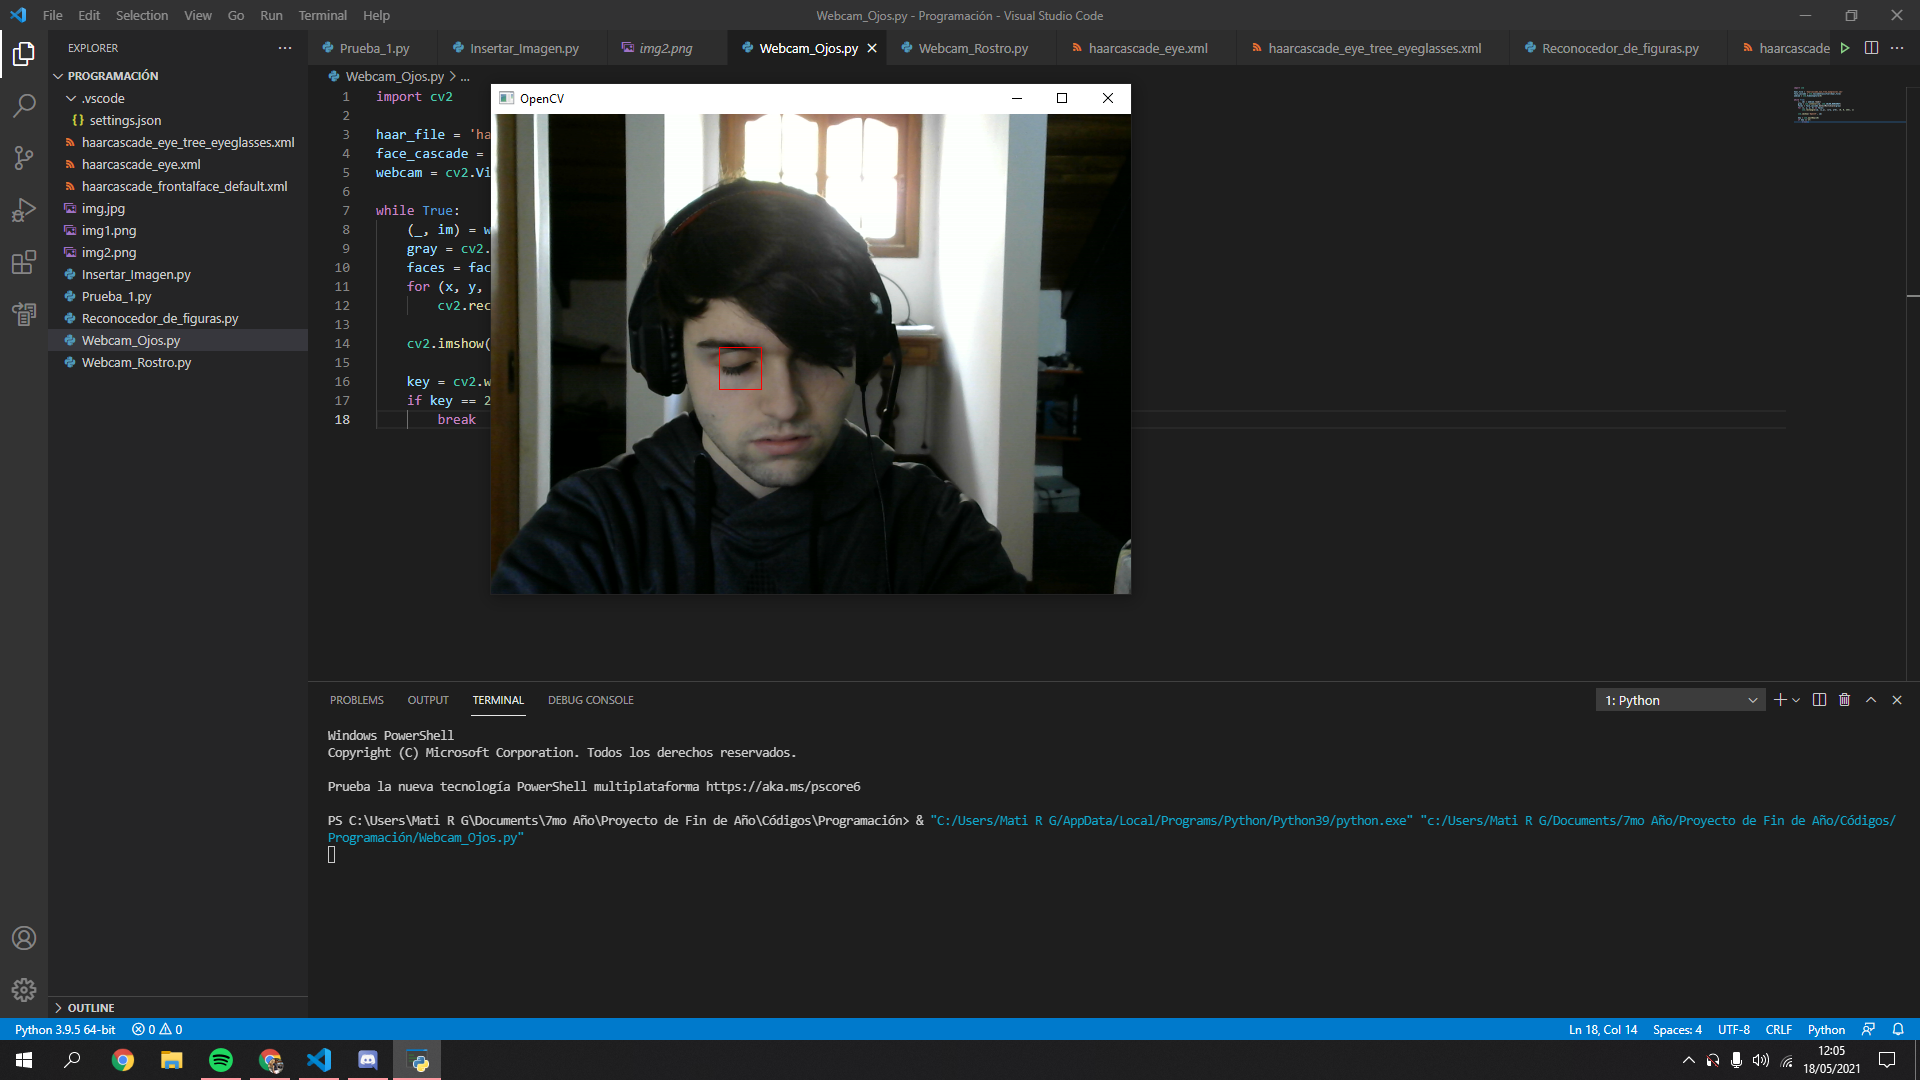 File Edit Selection View Go Run Terminal Help
Webcam_Ojos.py - Programación - Visual Studio Code
EXPLORER
PROGRAMACIÓN
.vscode
{} settings.json
haarcascade_eye_tree_eyeglasses.xml
haarcascade_eye.xml
haarcascade_frontalface_default.xml
img.jpg
img1.png
img2.png
Insertar_Imagen.py
Prueba_1.py
Reconocedor_de_figuras.py
Webcam_Ojos.py
Webcam_Rostro.py
OUTLINE
Prueba_1.py Insertar_Imagen.py img2.png Webcam_Ojos.py Webcam_Rostro.py haarcascade_eye.xml haarcascade_eye_tree_eyeglasses.xml Reconocedor_de_figuras.py haarcascade
Webcam_Ojos.py > ...
1 import cv2
2
3 haar_file = 'ha
4 face_cascade =
5 webcam = cv2.Vi
6
7 while True:
8 (_, im) = w
9 gray = cv2.
10 faces = fac
11 for (x, y,
12 cv2.rec
13
14 cv2.imshow(
15
16 key = cv2.w
17 if key == 2
18 break
OpenCV
PROBLEMS OUTPUT TERMINAL DEBUG CONSOLE
1: Python
Windows PowerShell
Copyright (C) Microsoft Corporation. Todos los derechos reservados.
Prueba la nueva tecnología PowerShell multiplataforma https://aka.ms/pscore6
PS C:\Users\Mati R G\Documents\7mo Año\Proyecto de Fin de Año\Códigos\Programación> & "C:/Users/Mati R G/AppData/Local/Programs/Python/Python39/python.exe" "c:/Users/Mati R G/Documents/7mo Año/Proyecto de Fin de Año/Códigos/
Programación/Webcam_Ojos.py"
Python 3.9.5 64-bit 0 0
Ln 18, Col 14 Spaces: 4 UTF-8 CRLF Python
12:05
18/05/2021